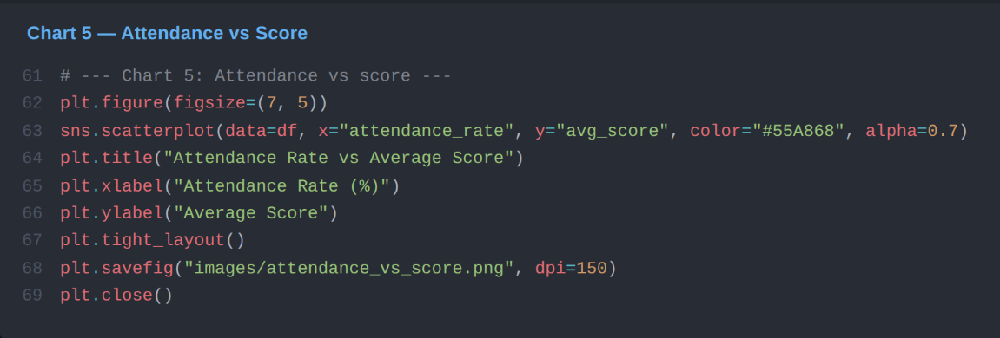 Chart 5 — Attendance vs Score
61 # --- Chart 5: Attendance vs score ---
62 plt.figure(figsize=(7, 5))
63 sns.scatterplot(data=df, x="attendance_rate", y="avg_score", color="#55A868", alpha=0.7)
64 plt.title("Attendance Rate vs Average Score")
65 plt.xlabel("Attendance Rate (%)")
66 plt.ylabel("Average Score")
67 plt.tight_layout()
68 plt.savefig("images/attendance_vs_score.png", dpi=150)
69 plt.close()